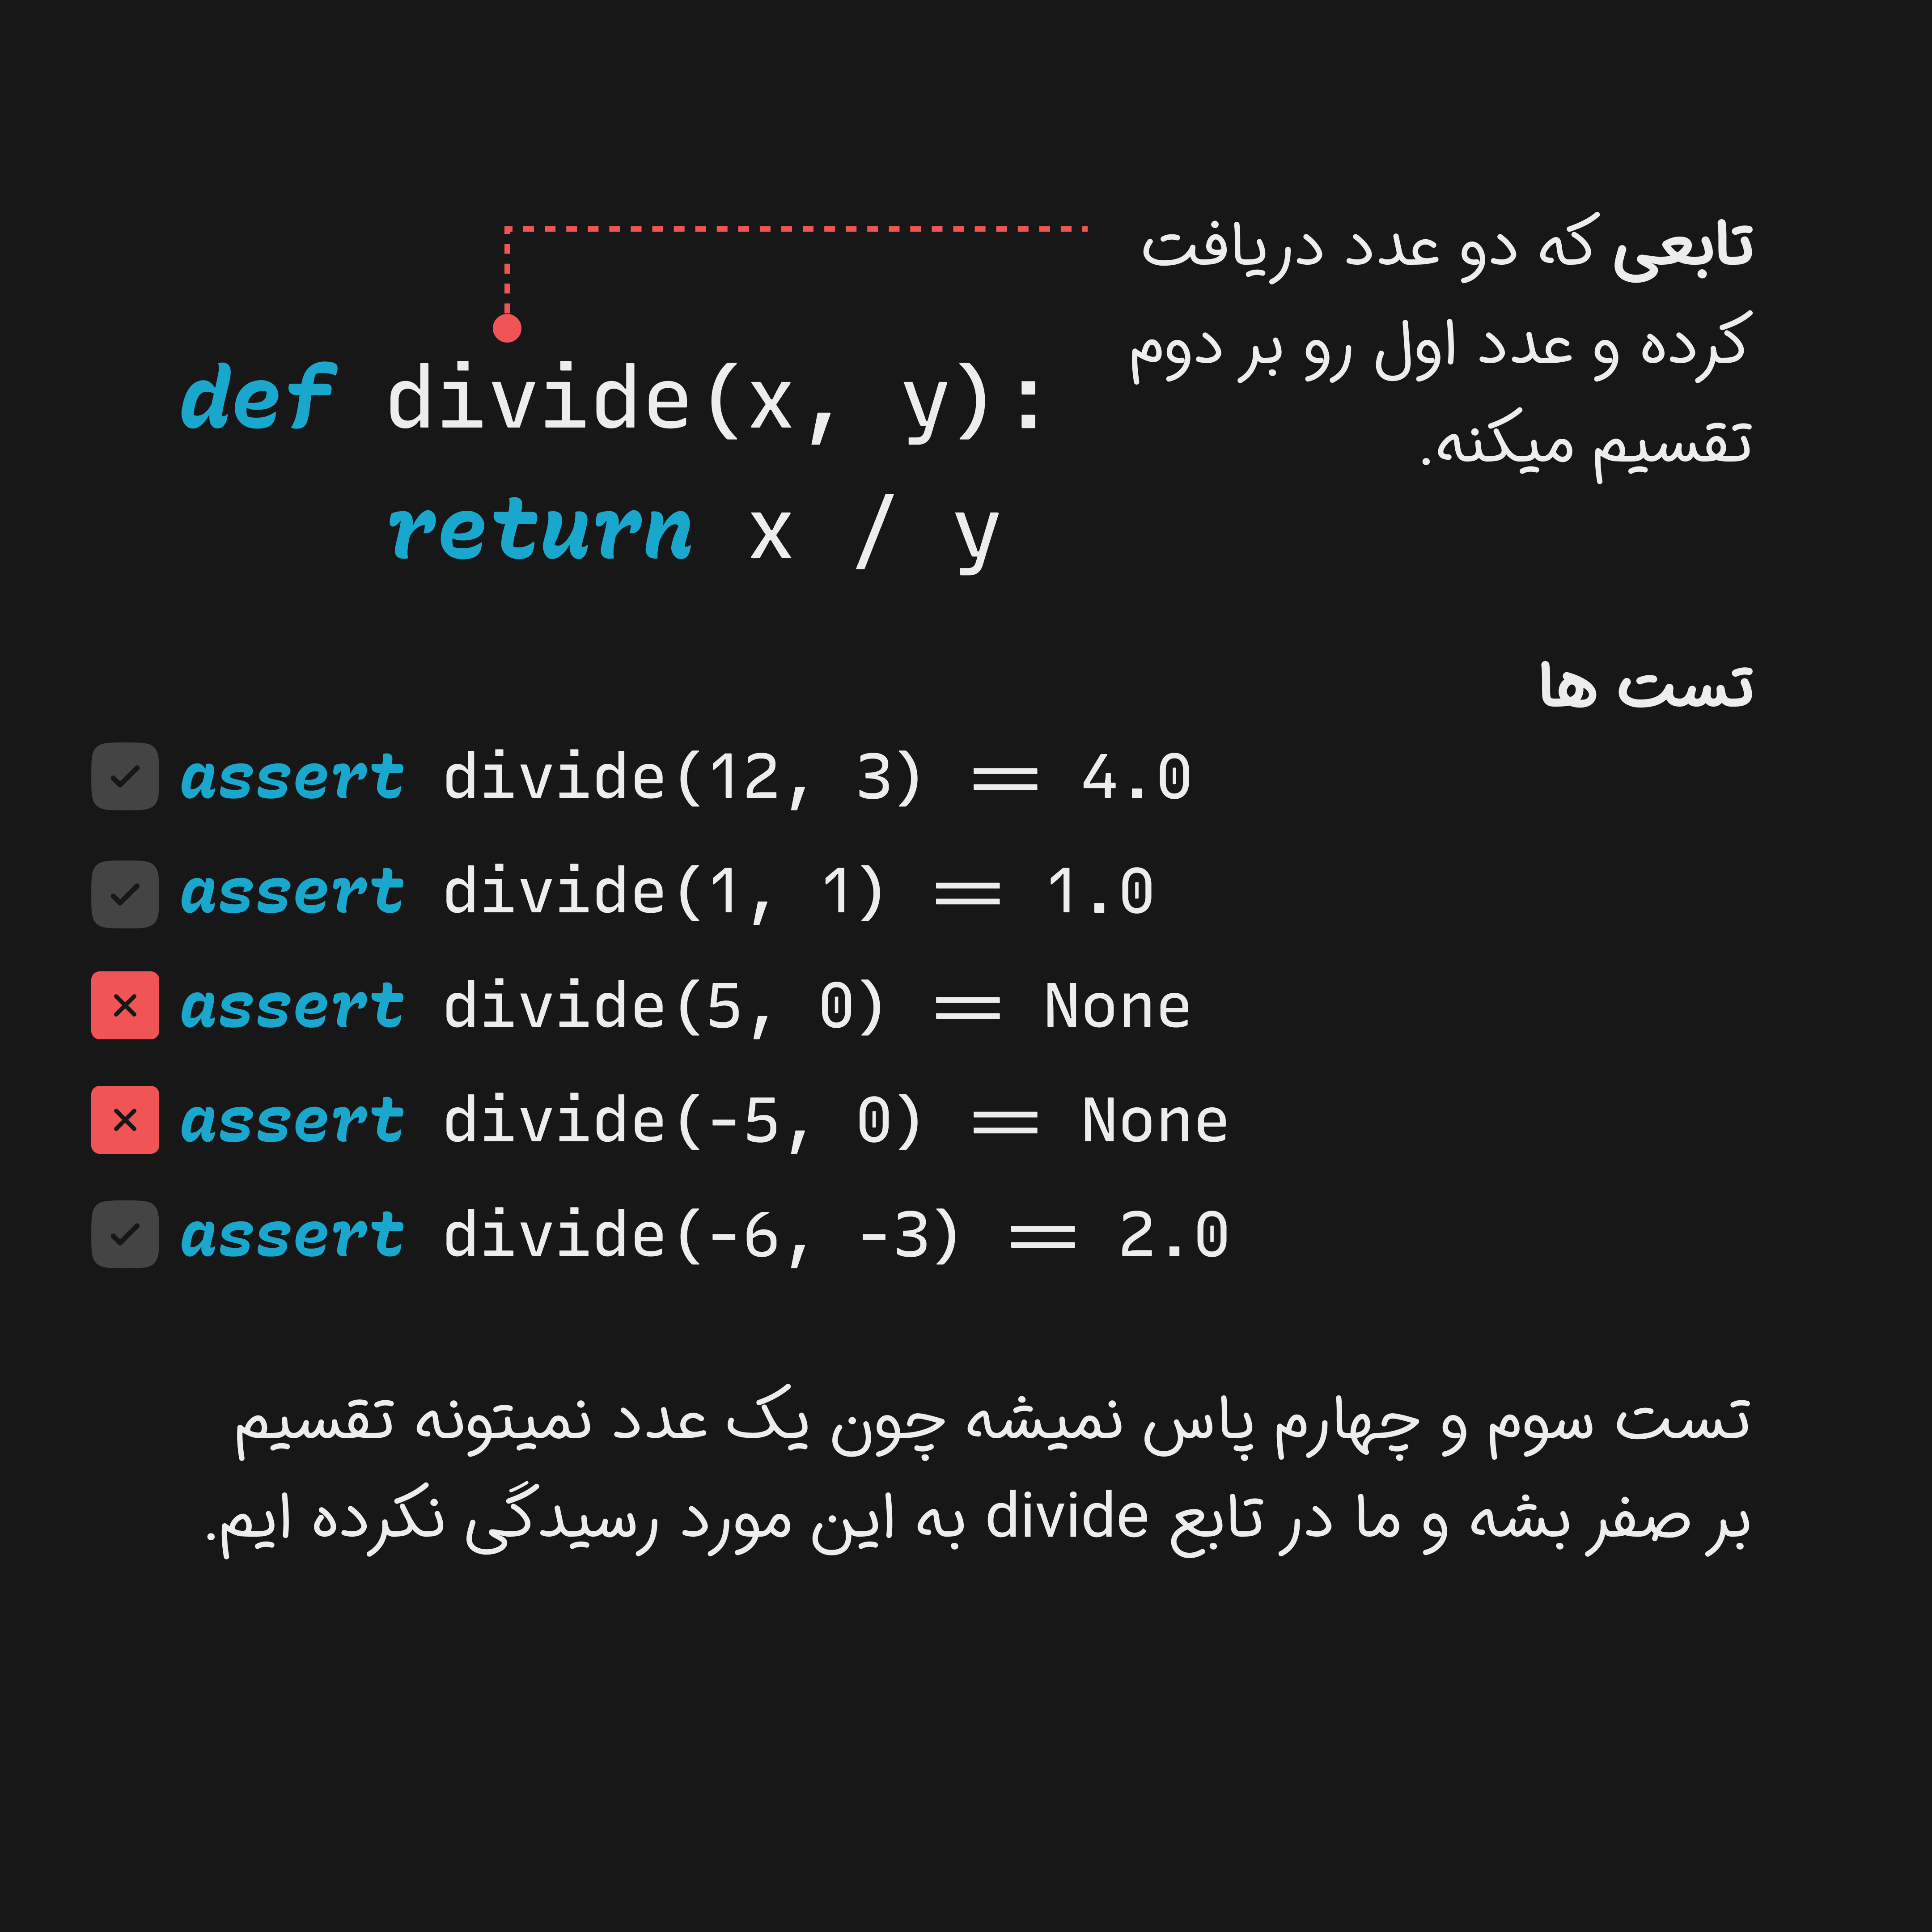 تابعی که دو عدد دریافت
کرده و عدد اول رو بر دوم
تقسیم میکنه.
def divide(x, y):
return x / y
تست ها
assert divide(12, 3) == 4.0
assert divide(1, 1) == 1.0
assert divide(5, 0) == None
assert divide(-5, 0) == None
assert divide(-6, -3) == 2.0
تست سوم و چهارم پاس نمیشه چون یک عدد نمیتونه تقسیم
بر صفر بشه و ما در تابع divide به این مورد رسیدگی نکرده ایم.